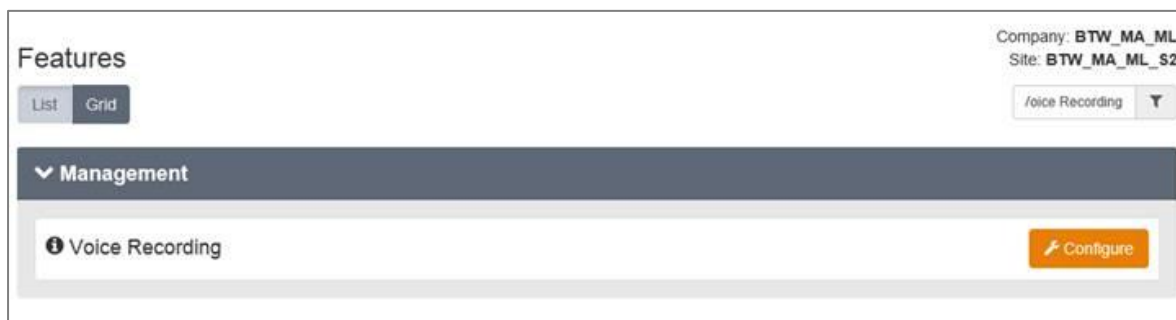 Company: BTW_MA_ML
Features
Site: BTW_MA_ML_S2
List Grid
/oice Recording
Management
Voice Recording
Configure